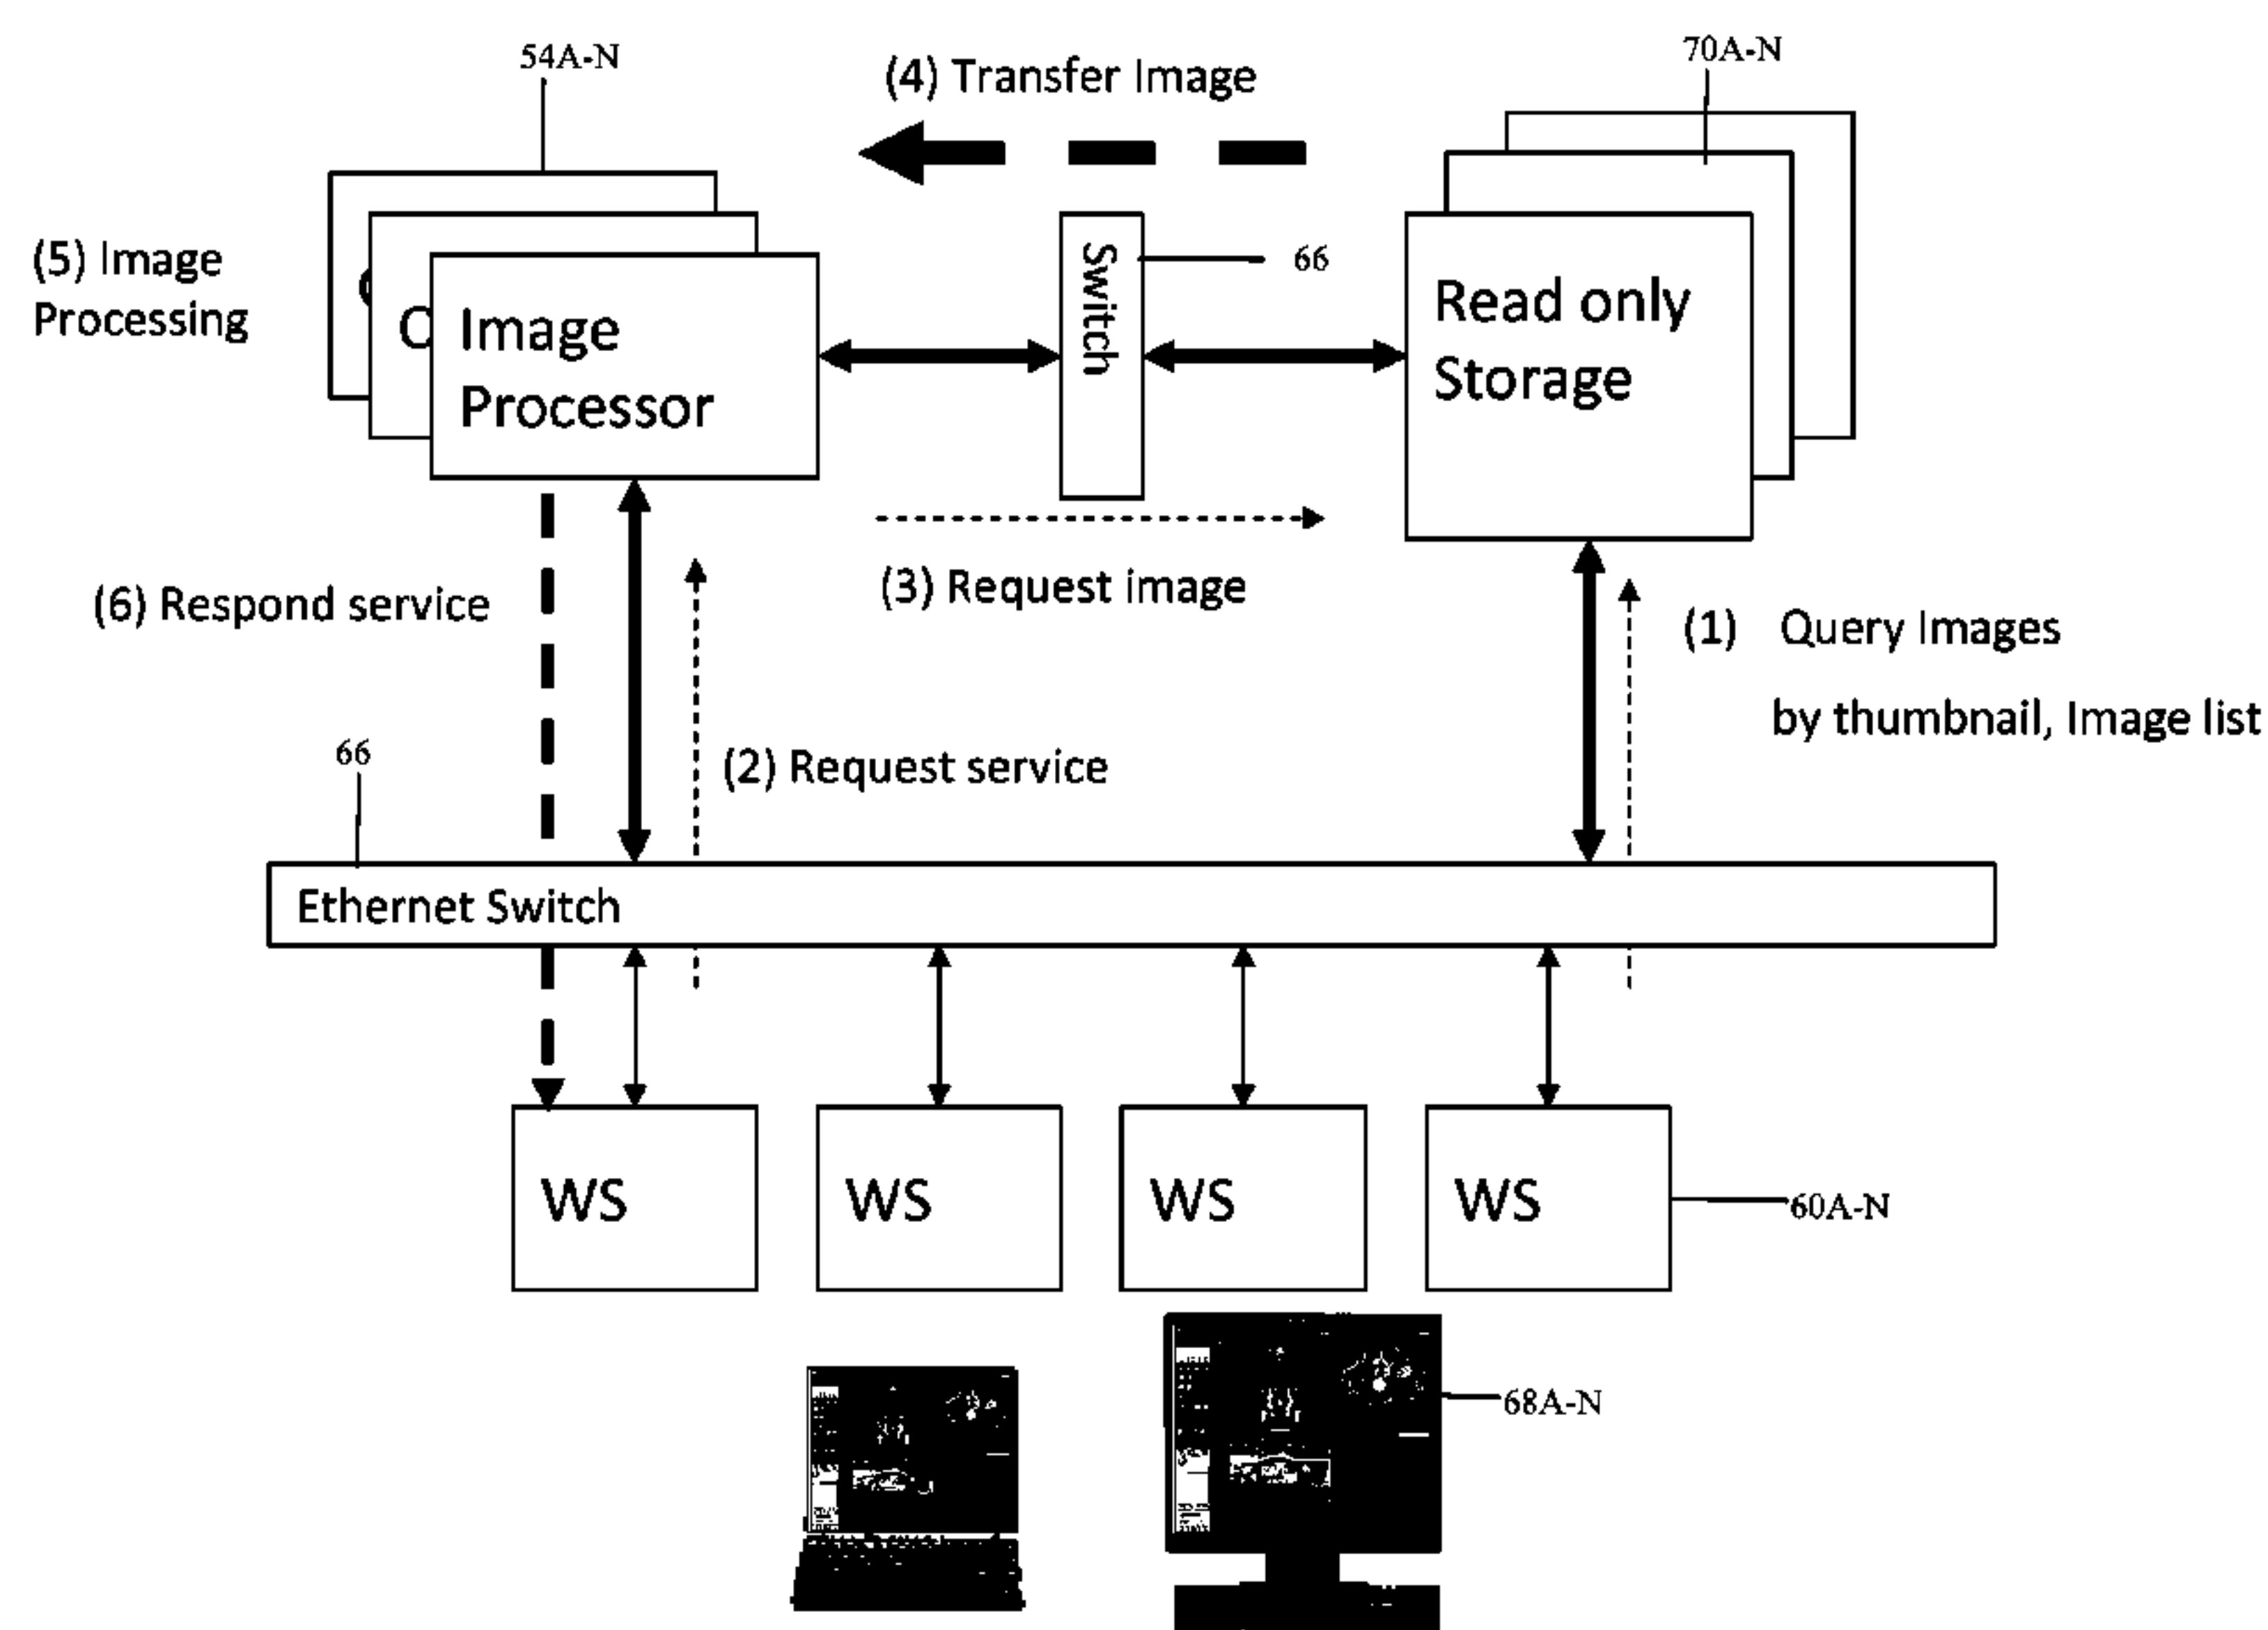 54A-N
(4) Transfer Image
70A-N
(5) Image
Processing
Switch
66
C
Image
Processor
Read only
Storage
(3) Request image
(6) Respond service
(1) Query Images
by thumbnail, Image list
66
(2) Request service
Ethernet Switch
WS
WS
WS
WS
60A-N
68A-N